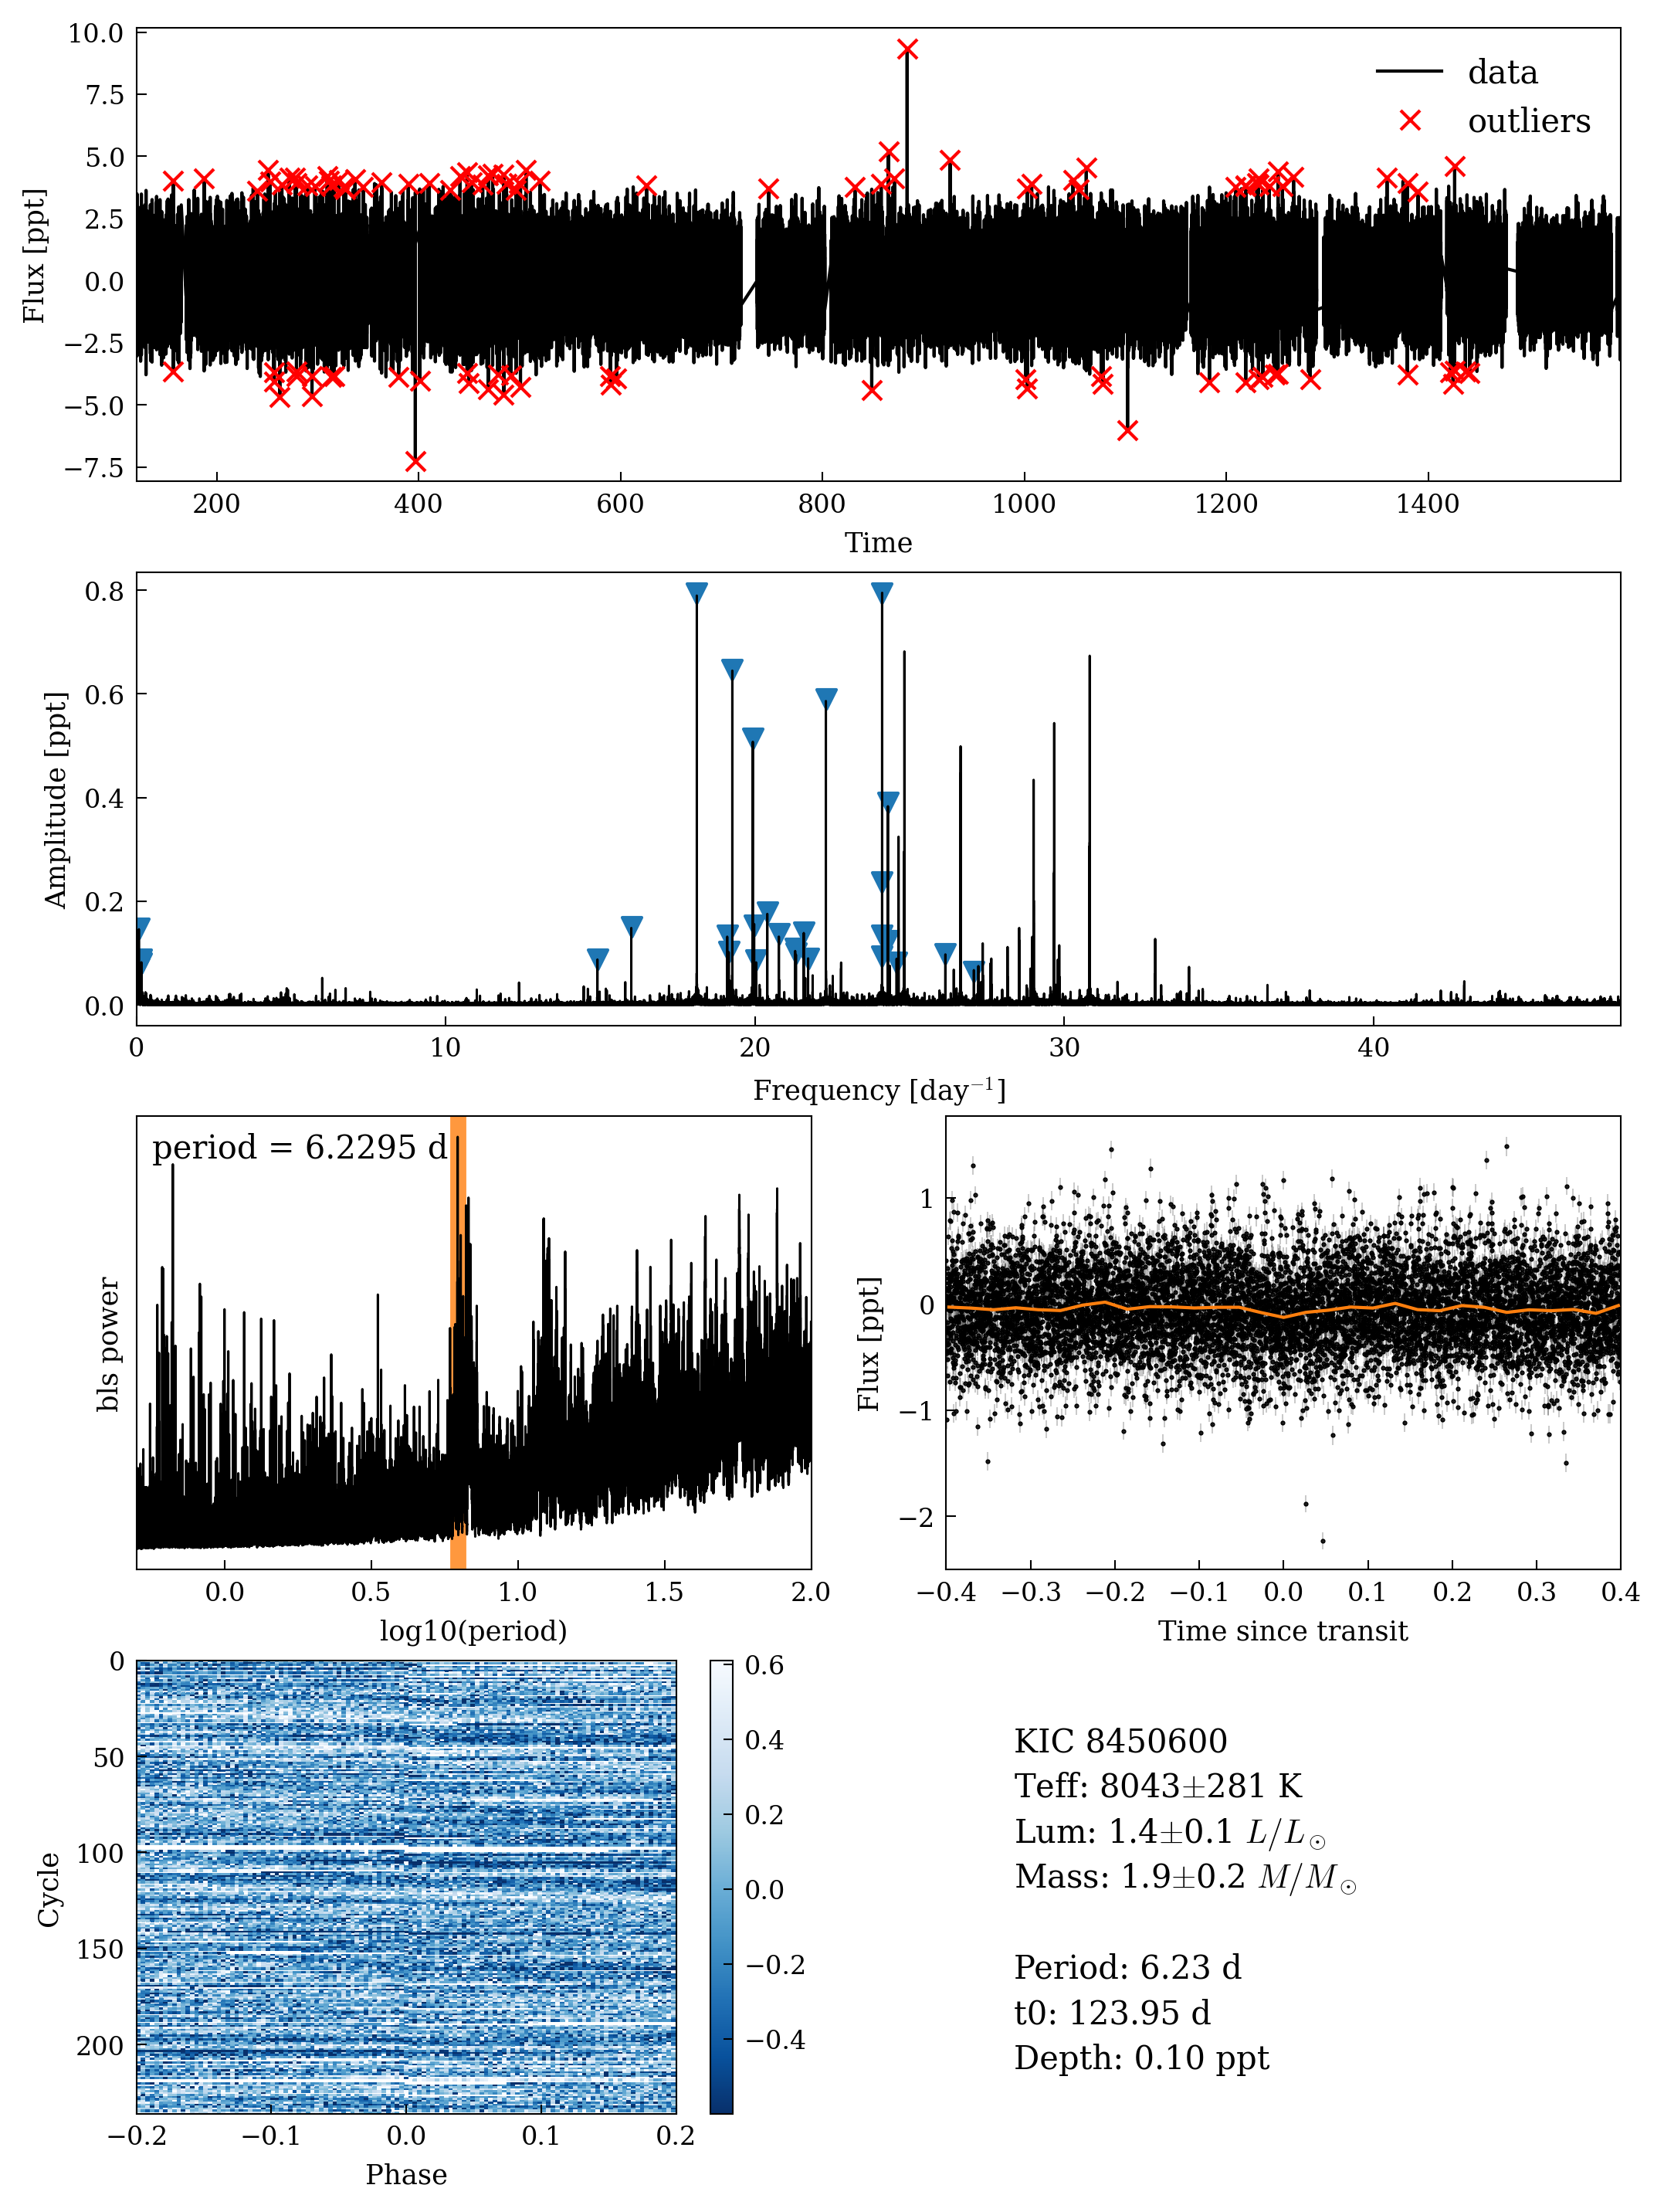 10.0
7.5
5.0
2.5
0.0
−2.5
−5.0
−7.5
Flux [ppt]
data
outliers
200 400 600 800 1000 1200 1400
Time
0.8
0.6
0.4
0.2
0.0
Amplitude [ppt]
0 10 20 30 40
Frequency [day⁻¹]
period = 6.2295 d
bls power
0.0 0.5 1.0 1.5 2.0
log10(period)
1
0
−1
−2
Flux [ppt]
−0.4 −0.3 −0.2 −0.1 0.0 0.1 0.2 0.3 0.4
Time since transit
0
50
100
150
200
Cycle
−0.2 −0.1 0.0 0.1 0.2
Phase
0.6
0.4
0.2
0.0
−0.2
−0.4
KIC 8450600
Teff: 8043±281 K
Lum: 1.4±0.1 L/L☉
Mass: 1.9±0.2 M/M☉
Period: 6.23 d
t0: 123.95 d
Depth: 0.10 ppt